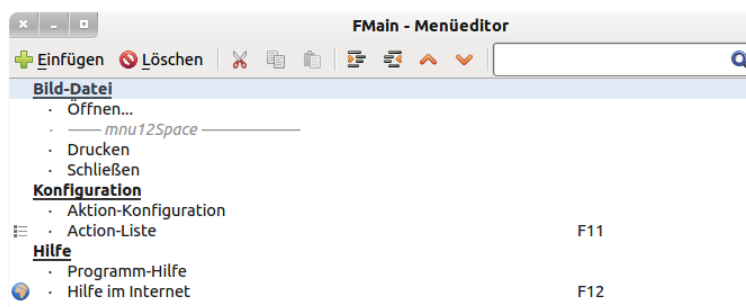 FMain - Menüeditor
Einfügen Löschen
Bild-Datei
· Öffnen...
· —— mnu12Space ——————
· Drucken
· Schließen
Konfiguration
· Aktion-Konfiguration
· Action-Liste F11
Hilfe
· Programm-Hilfe
· Hilfe im Internet F12